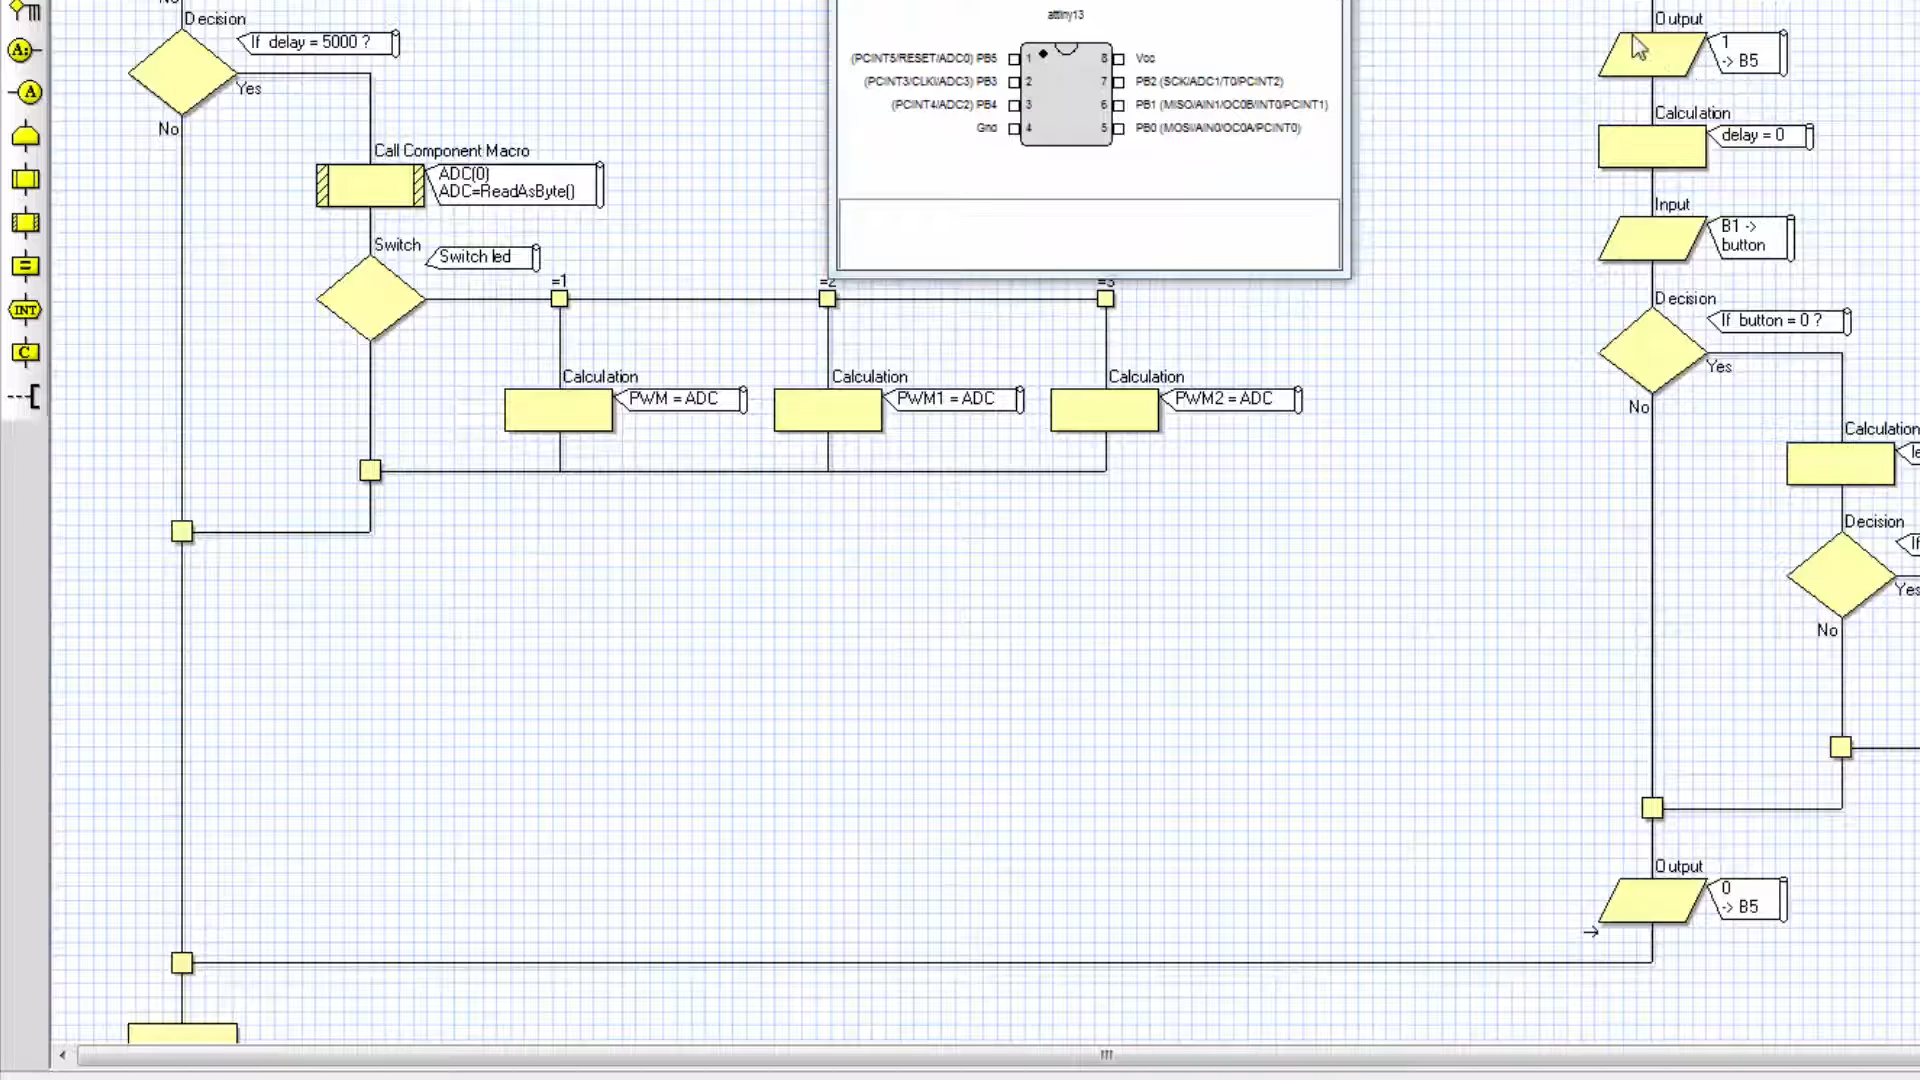 No
Decision
If delay = 5000 ?
Yes
No
Call Component Macro
ADC(0)
ADC=ReadAsByte()
Switch
Switch led
=1
=2
=3
Calculation
PWM = ADC
Calculation
PWM1 = ADC
Calculation
PWM2 = ADC
attiny13
(PCINT5/RESET/ADC0) PB5
(PCINT3/CLKI/ADC3) PB3
(PCINT4/ADC2) PB4
Gnd
1
2
3
4
8
7
6
5
Vcc
PB2 (SCK/ADC1/T0/PCINT2)
PB1 (MISO/AIN1/OC0B/INT0/PCINT1)
PB0 (MOSI/AIN0/OC0A/PCINT0)
Output
1
-> B5
Calculation
delay = 0
Input
B1 ->
button
Decision
If button = 0 ?
Yes
No
Calculation
le
Decision
If
Yes
No
Output
0
-> B5
A:
A
=
INT
C